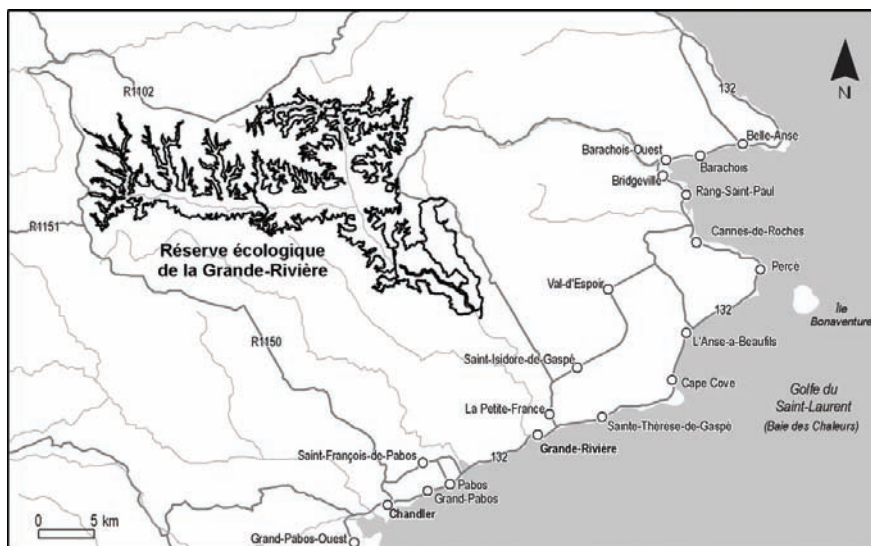 132
R1102
N
Belle-Anse
Barachois-Ouest
Barachois
Bridgeville
Rang-Saint-Paul
R1151
Réserve écologique
de la Grande-Rivière
Cannes-de-Roches
Percé
Val-d'Espoir
Île
Bonaventure
132
R1150
L'Anse-a-Beaufils
Saint-Isidore-de-Gaspé
Cape Cove
Golfe du
Saint-Laurent
(Baie des Chaleurs)
La Petite-France
Sainte-Thérèse-de-Gaspé
Grande-Rivière
132
Saint-François-de-Pabos
Pabos
Grand-Pabos
Chandler
0 5 km
Grand-Pabos-Ouest